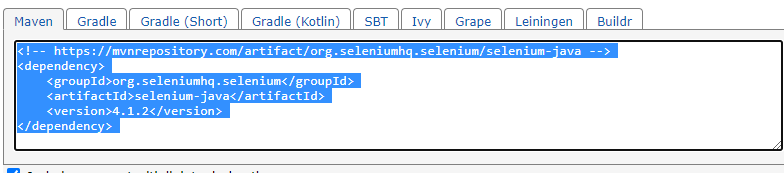 Maven Gradle Gradle (Short) Gradle (Kotlin) SBT Ivy Grape Leiningen Buildr
<!-- https://mvnrepository.com/artifact/org.seleniumhq.selenium/selenium-java -->
<dependency>
    <groupId>org.seleniumhq.selenium</groupId>
    <artifactId>selenium-java</artifactId>
    <version>4.1.2</version>
</dependency>